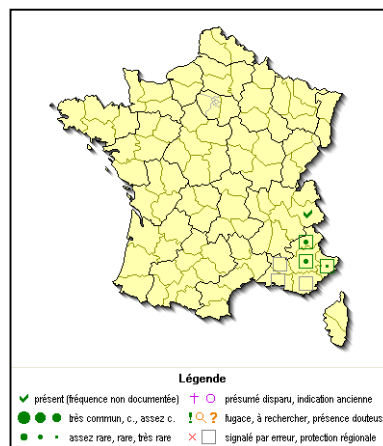 Légende
présent (fréquence non documentée) présumé disparu, indication ancienne
très commun, c., assez c. fugace, à rechercher, présence douteus
assez rare, rare, très rare signalé par erreur, protection régionale